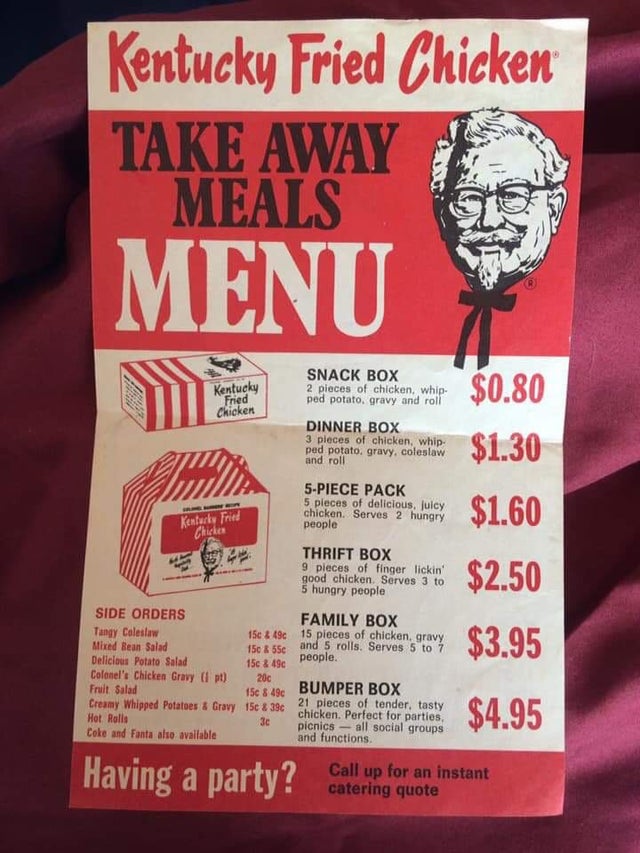 Kentucky Fried Chicken®
TAKE AWAY
MEALS
MENU
®
Kentucky
Fried
Chicken
Kentucky Fried
Chicken
SNACK BOX
2 pieces of chicken, whip-
ped potato, gravy and roll
$0.80
DINNER BOX
3 pieces of chicken, whip-
ped potato, gravy, coleslaw
and roll
$1.30
5-PIECE PACK
5 pieces of delicious, juicy
chicken. Serves 2 hungry
people
$1.60
THRIFT BOX
9 pieces of finger lickin'
good chicken. Serves 3 to
5 hungry people
$2.50
FAMILY BOX
15 pieces of chicken, gravy
and 5 rolls. Serves 5 to 7
people.
$3.95
BUMPER BOX
21 pieces of tender, tasty
chicken. Perfect for parties,
picnics — all social groups
and functions.
$4.95
SIDE ORDERS
Tangy Coleslaw 15c & 49c
Mixed Bean Salad 15c & 55c
Delicious Potato Salad 15c & 49c
Colonel's Chicken Gravy (pt) 20c
Fruit Salad 15c & 49c
Creamy Whipped Potatoes & Gravy 15c & 39c
Hot Rolls 3c
Coke and Fanta also available
Having a party?
Call up for an instant
catering quote